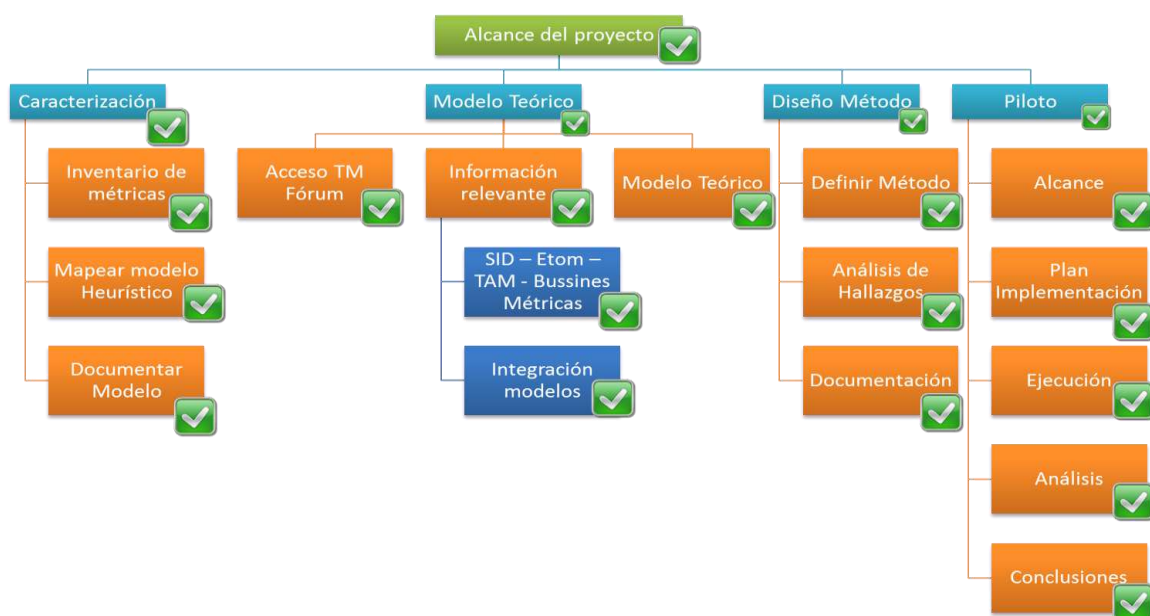 Alcance del proyecto
Caracterización
Modelo Teórico
Diseño Método
Piloto
Inventario de
métricas
Acceso TM
Fórum
Información
relevante
Modelo Teórico
Definir Método
Alcance
Mapear modelo
Heurístico
SID – Etom –
TAM - Bussines
Métricas
Análisis de
Hallazgos
Plan
Implementación
Documentar
Modelo
Integración
modelos
Documentación
Ejecución
Análisis
Conclusiones